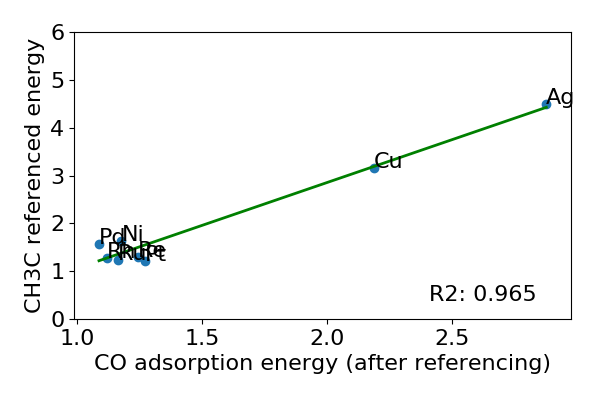 6
5
4
3
2
1
0
1.0
1.5
2.0
2.5
CH3C referenced energy
CO adsorption energy (after referencing)
Ag
Cu
Pd
Ni
R2: 0.965